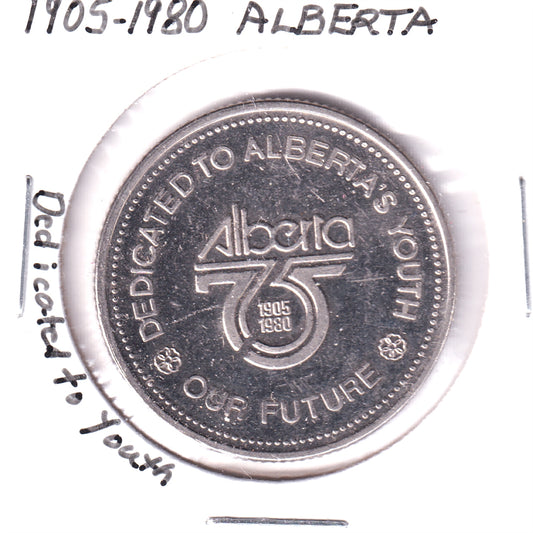 1905-1980 ALBERTA
Dedicated to Youth
DEDICATED TO ALBERTA'S YOUTH
Alberta
75
1905
1980
OUR FUTURE